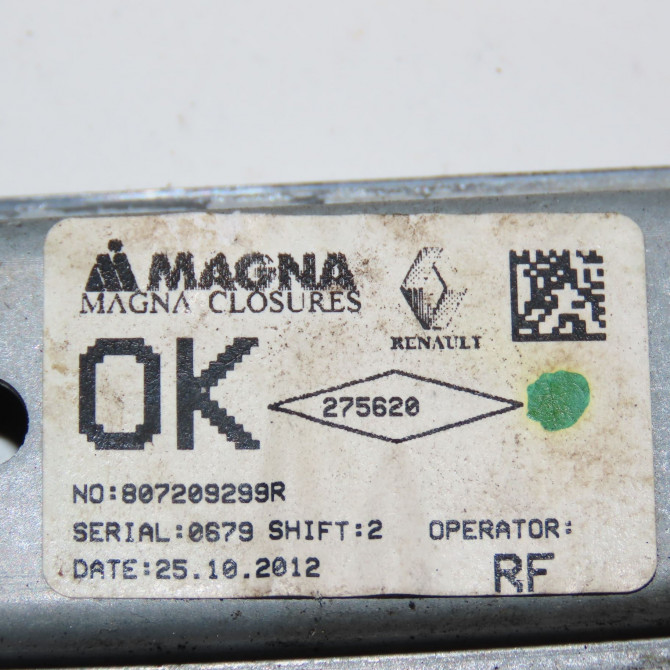 MAGNA
MAGNA CLOSURES
RENAULT
OK
275620
NO:807209299R
SERIAL:0679 SHIFT:2 OPERATOR:
DATE:25.10.2012 RF